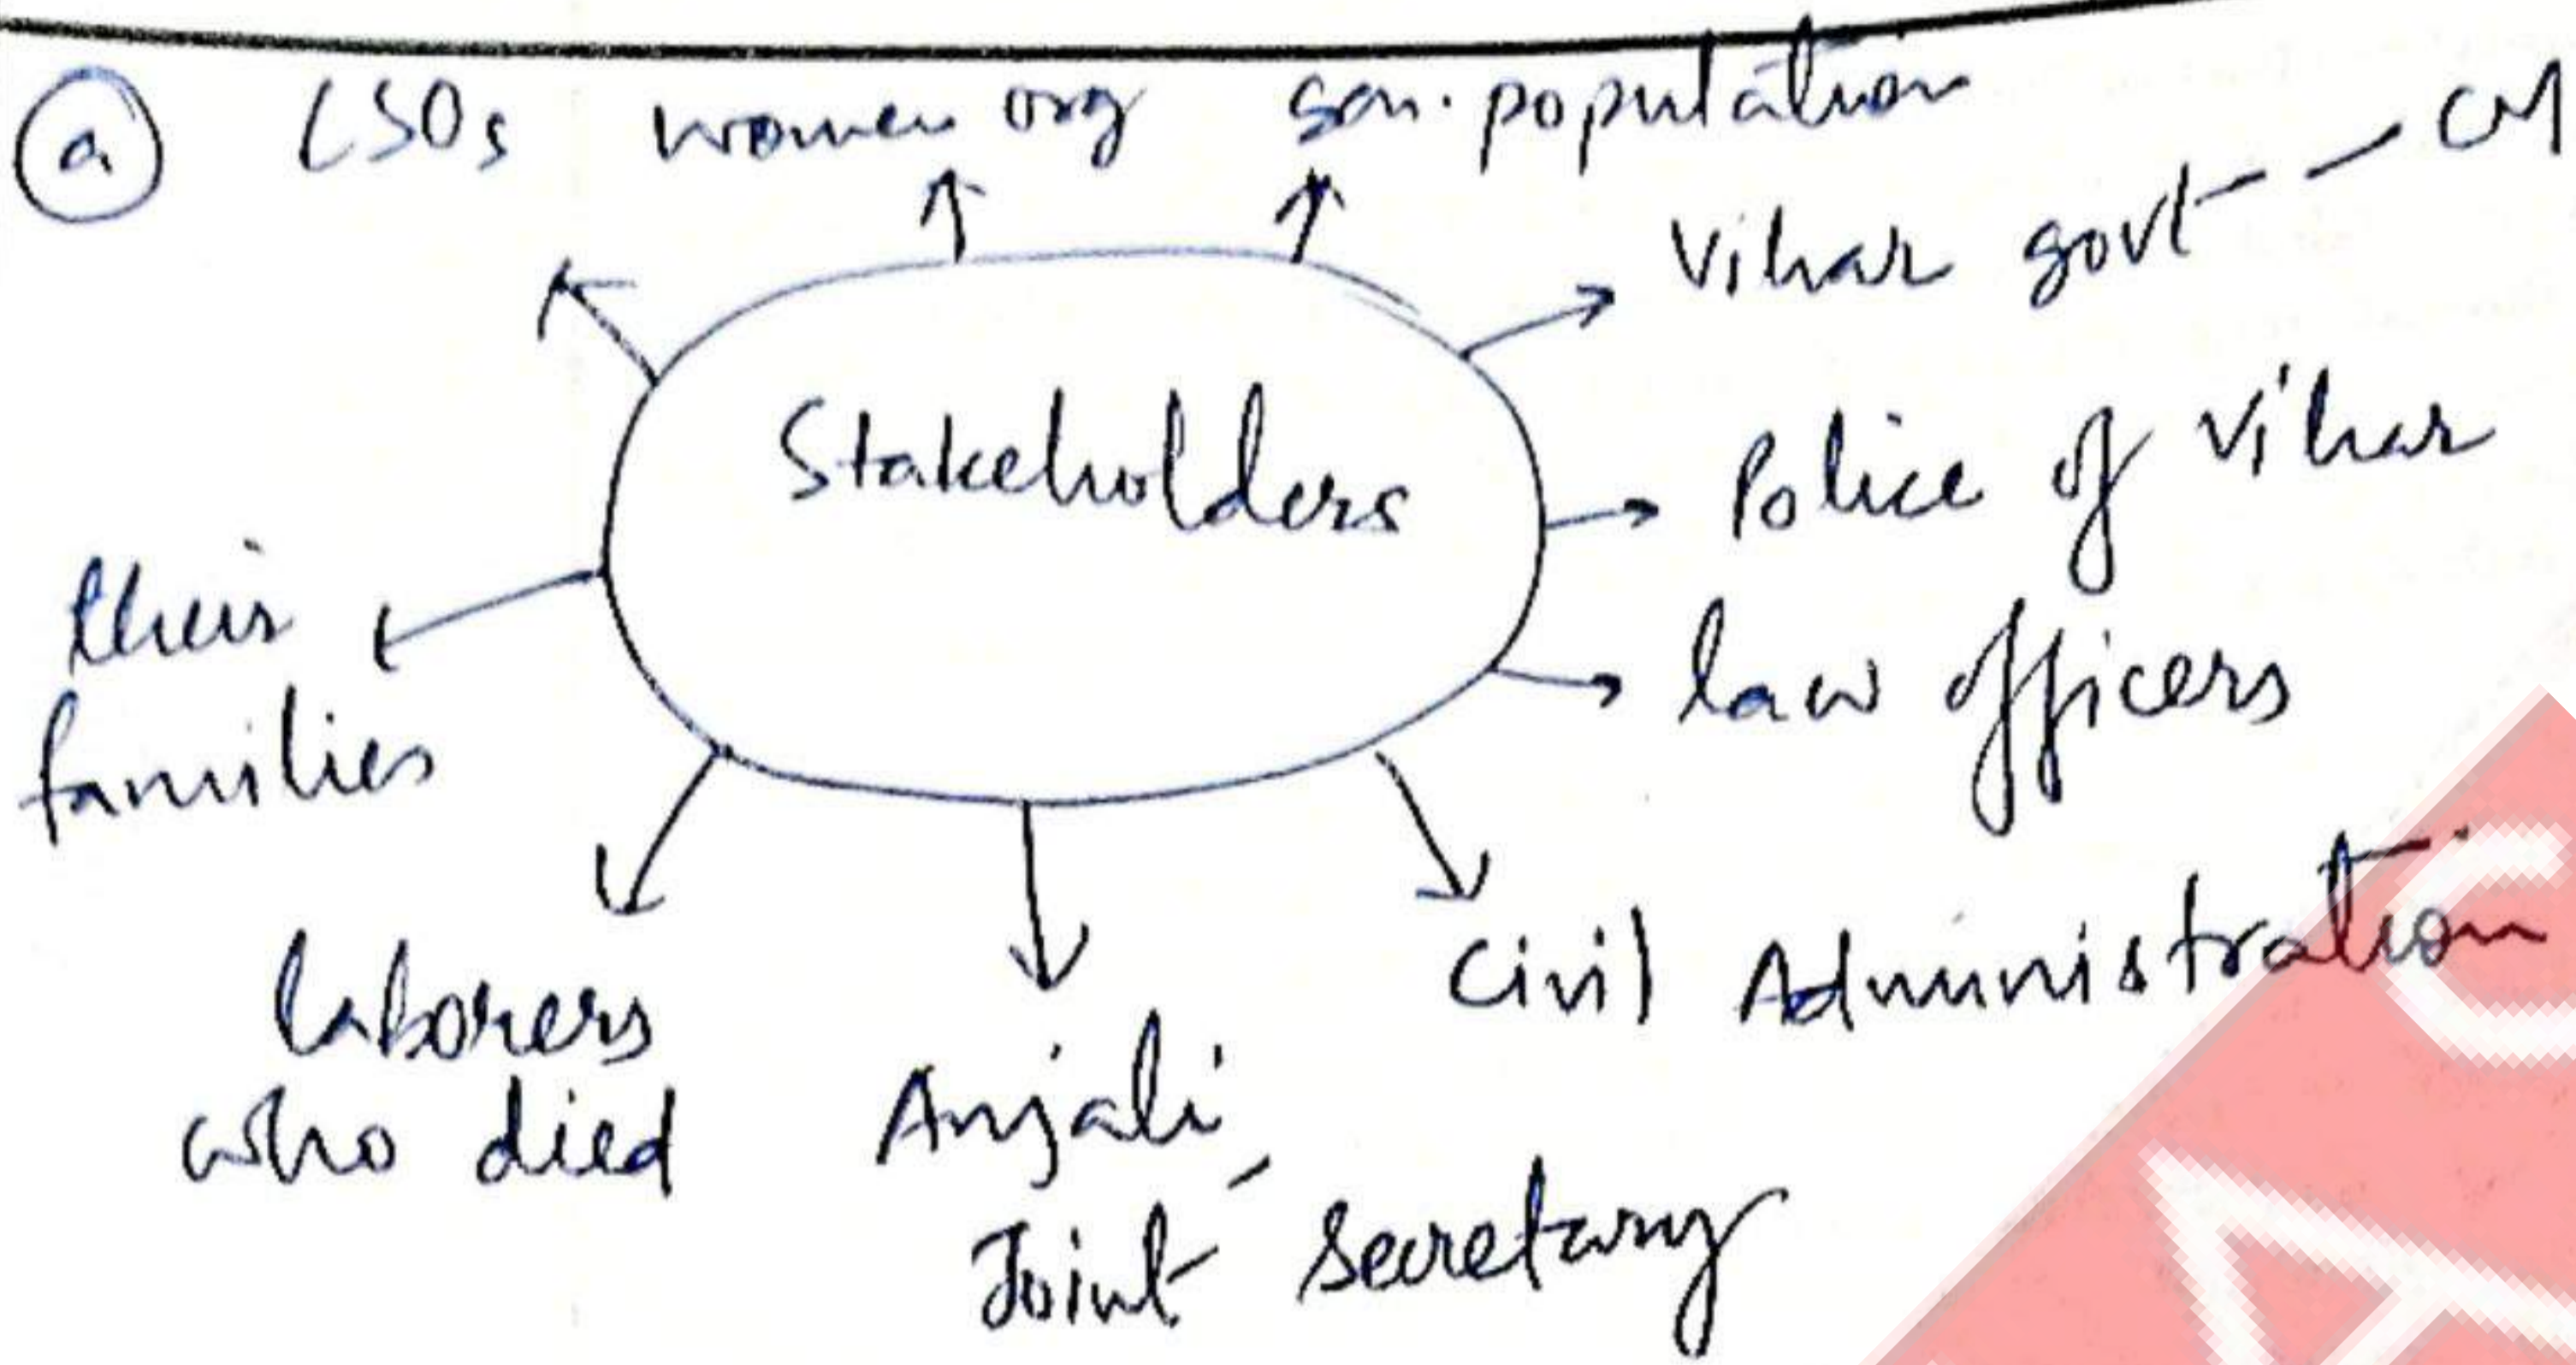 a
CSOs women org population
Vihar govt - - CM
Stakeholders
Police of Vihar
their
families
law officers
Civil Administration
laborers
who died
Anjali,
Joint Secretary